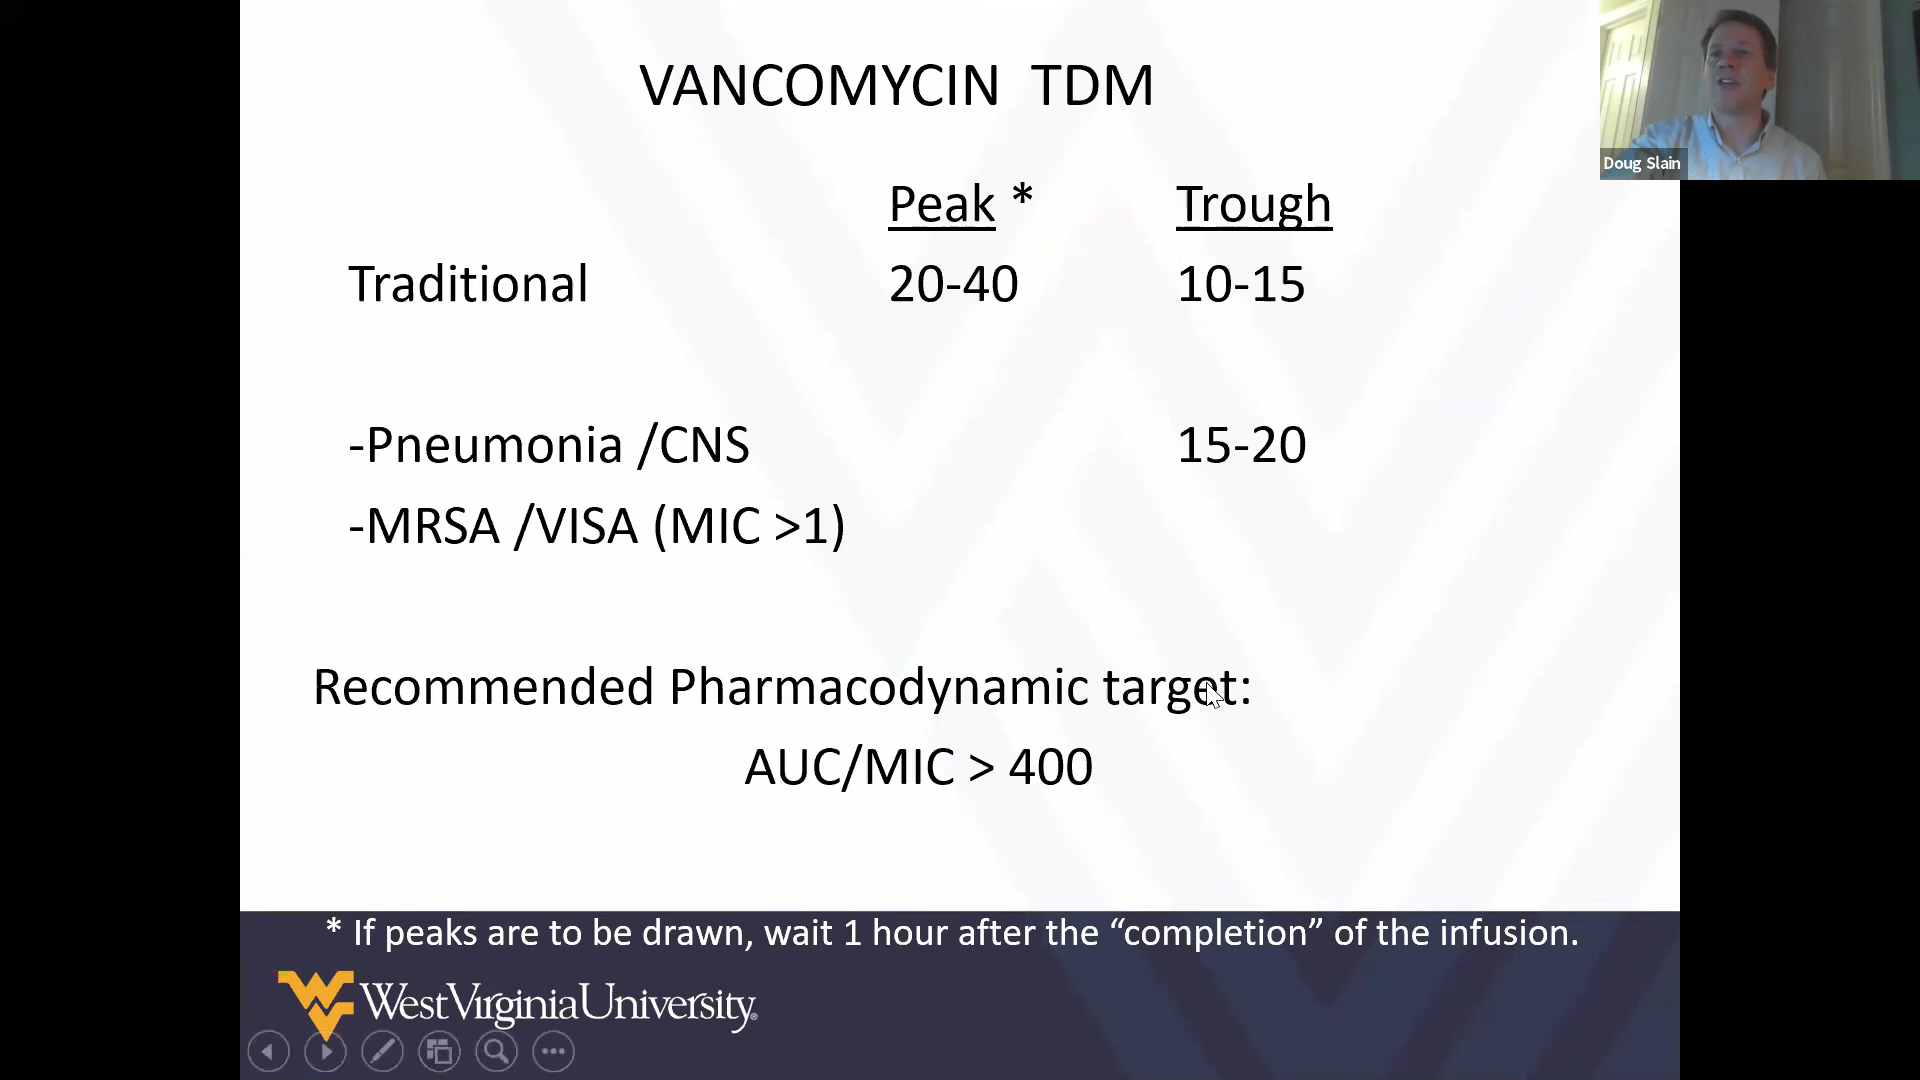 VANCOMYCIN TDM
Doug Slain
Peak * Trough
Traditional 20-40 10-15
-Pneumonia /CNS 15-20
-MRSA /VISA (MIC >1)
Recommended Pharmacodynamic target:
AUC/MIC > 400
* If peaks are to be drawn, wait 1 hour after the “completion” of the infusion.
WestVirginiaUniversity®